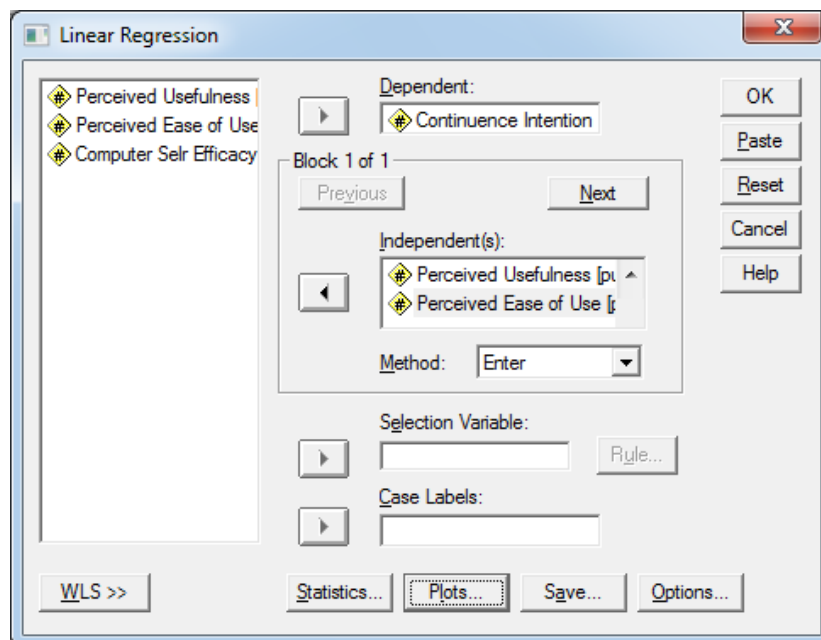 Linear Regression
Perceived Usefulness [
Perceived Ease of Use
Computer Selr Efficacy
Dependent:
Continuence Intention
Block 1 of 1
Previous
Next
Independent(s):
Perceived Usefulness [pu
Perceived Ease of Use [p
Method:
Enter
Selection Variable:
Rule...
Case Labels:
OK
Paste
Reset
Cancel
Help
WLS >>
Statistics...
Plots...
Save...
Options...